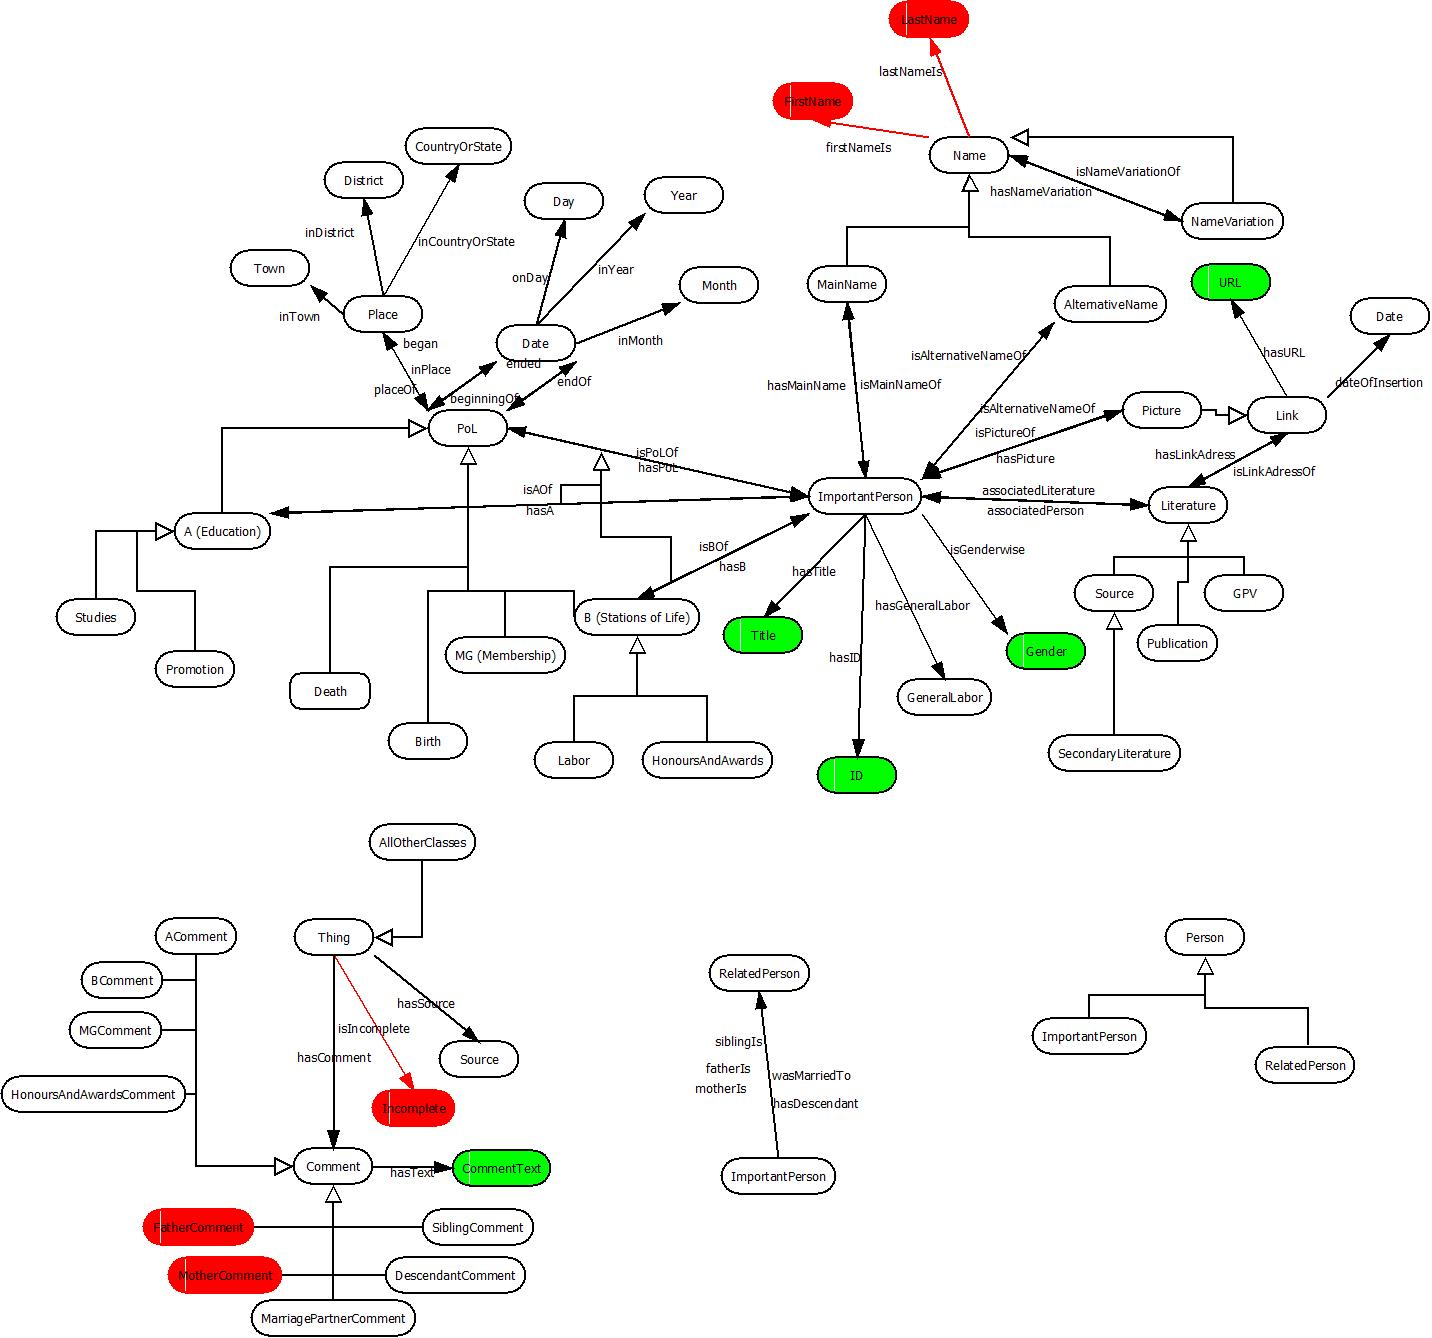 LastName
lastNameIs
FirstName
firstNameIs
CountryOrState
Name
isNameVariationOf
District
hasNameVariation
Day
Year
NameVariation
inDistrict
inCountryOrState
Town
onDay
inYear
MainName
URL
Month
AlternativeName
inTown
Place
Date
Date
began
inMonth
hasURL
ended
isAlternativeNameOf
inPlace
endOf
hasMainName
isMainNameOf
dateOfInsertion
placeOf
beginningOf
isAlternativeNameOf
Picture
Link
PoL
isPictureOf
isPoLOf
hasPoL
hasPicture
hasLinkAdress
isLinkAdressOf
isAOf
hasA
ImportantPerson
associatedLiterature
associatedPerson
Literature
A (Education)
isBOf
hasB
isGenderwise
hasTitle
Source
GPV
Studies
B (Stations of Life)
hasGeneralLabor
Title
Gender
Publication
MG (Membership)
hasID
Promotion
Death
GeneralLabor
Birth
Labor
HonoursAndAwards
SecondaryLiterature
ID
AllOtherClasses
AComment
Thing
Person
BComment
RelatedPerson
hasSource
MGComment
isIncomplete
siblingIs
ImportantPerson
hasComment
Source
fatherIs
wasMarriedTo
RelatedPerson
motherIs
HonoursAndAwardsComment
Incomplete
hasDescendant
Comment
hasText
CommentText
ImportantPerson
FatherComment
SiblingComment
MotherComment
DescendantComment
MarriagePartnerComment